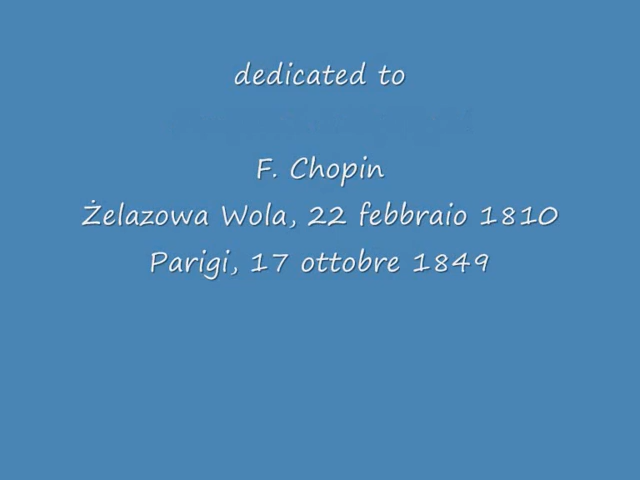 dedicated to
F. Chopin
Żelazowa Wola, 22 febbraio 1810
Parigi, 17 ottobre 1849